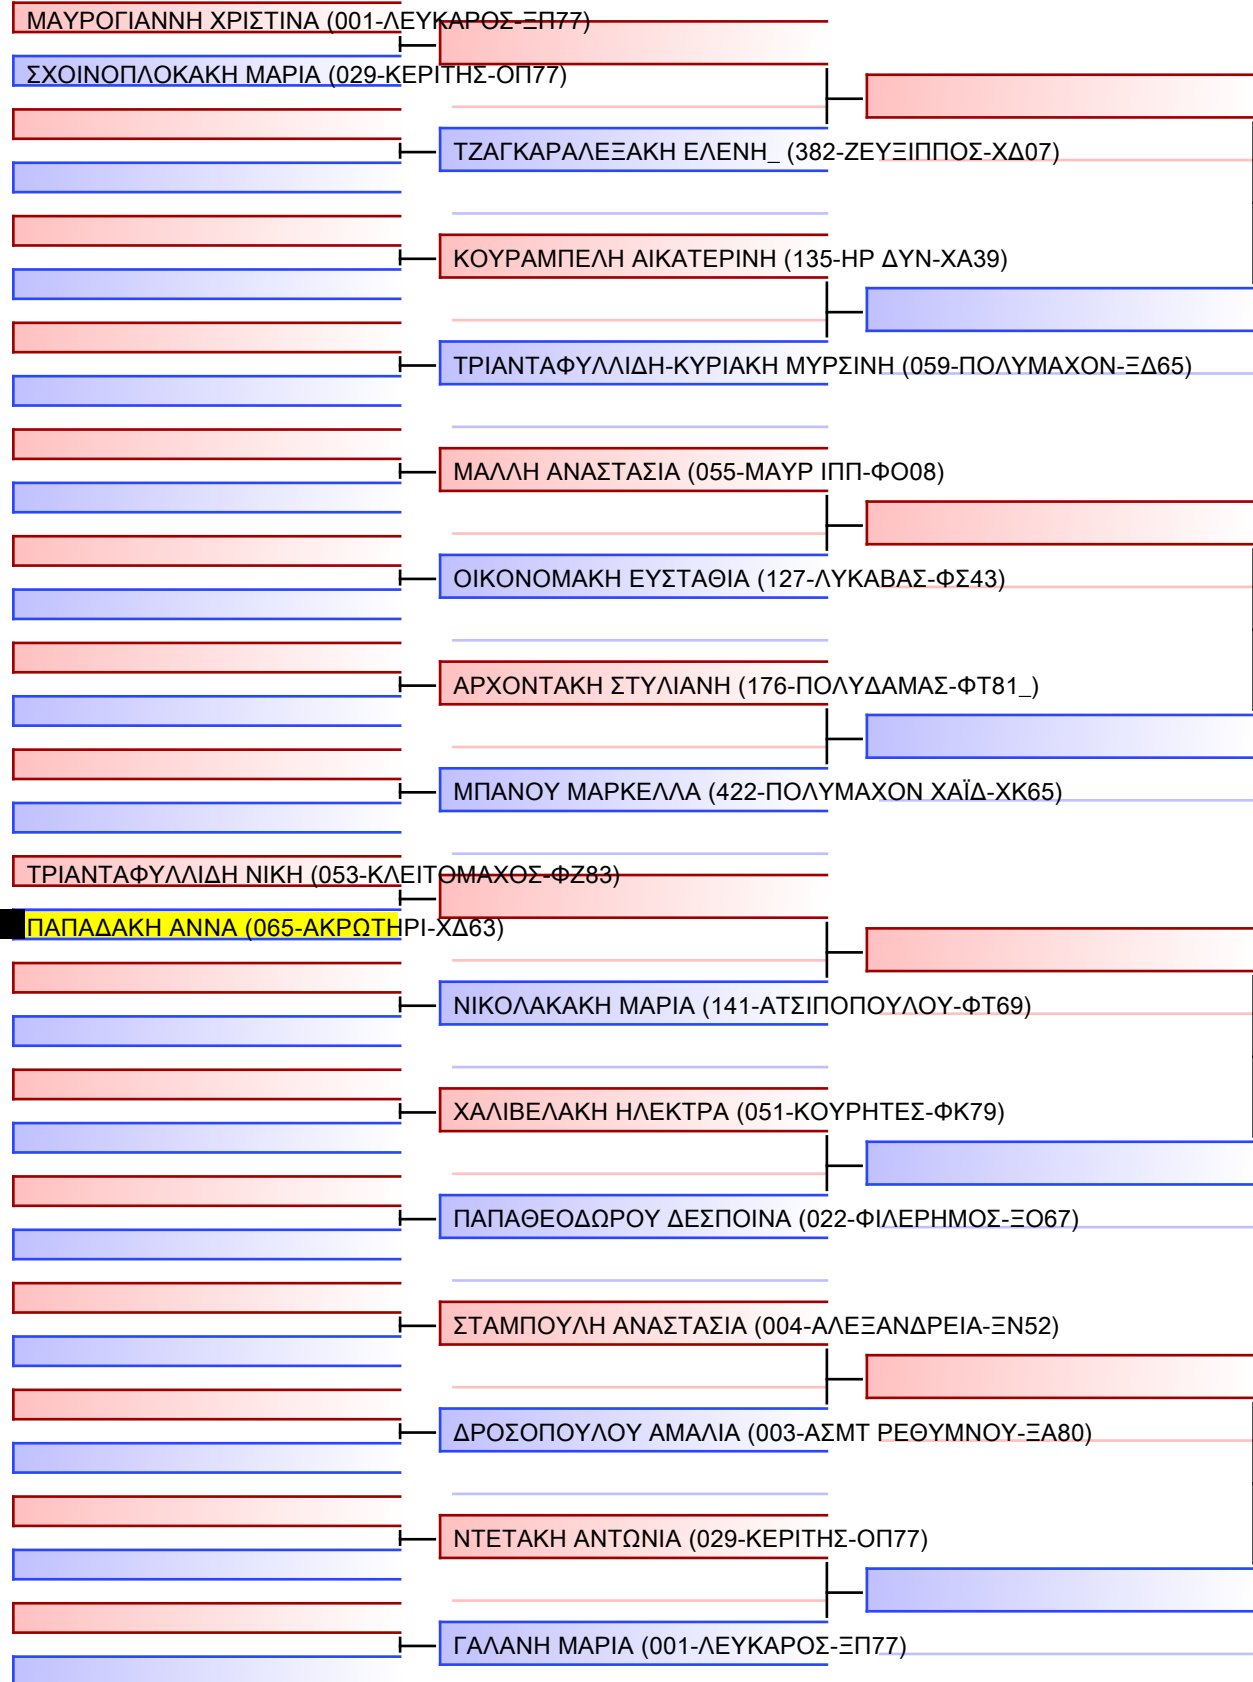 ΜΑΥΡΟΓΙΑΝΝΗ ΧΡΙΣΤΙΝΑ (001-ΛΕΥΚΑΡΟΣ-ΞΠ77)
ΣΧΟΙΝΟΠΛΟΚΑΚΗ ΜΑΡΙΑ (029-ΚΕΡΙΤΗΣ-ΟΠ77)
ΤΖΑΓΚΑΡΑΛΕΞΑΚΗ ΕΛΕΝΗ_ (382-ΖΕΥΞΙΠΠΟΣ-ΧΔ07)
ΚΟΥΡΑΜΠΕΛΗ ΑΙΚΑΤΕΡΙΝΗ (135-ΗΡ ΔΥΝ-ΧΑ39)
ΤΡΙΑΝΤΑΦΥΛΛΙΔΗ-ΚΥΡΙΑΚΗ ΜΥΡΣΙΝΗ (059-ΠΟΛΥΜΑΧΟΝ-ΞΔ65)
ΜΑΛΛΗ ΑΝΑΣΤΑΣΙΑ (055-ΜΑΥΡ ΙΠΠ-ΦΟ08)
ΟΙΚΟΝΟΜΑΚΗ ΕΥΣΤΑΘΙΑ (127-ΛΥΚΑΒΑΣ-ΦΣ43)
ΑΡΧΟΝΤΑΚΗ ΣΤΥΛΙΑΝΗ (176-ΠΟΛΥΔΑΜΑΣ-ΦΤ81_)
ΜΠΑΝΟΥ ΜΑΡΚΕΛΛΑ (422-ΠΟΛΥΜΑΧΟΝ ΧΑΪΔ-ΧΚ65)
ΤΡΙΑΝΤΑΦΥΛΛΙΔΗ ΝΙΚΗ (053-ΚΛΕΙΤΟΜΑΧΟΣ-ΦΖ83)
ΠΑΠΑΔΑΚΗ ΑΝΝΑ (065-ΑΚΡΩΤΗΡΙ-ΧΔ63)
ΝΙΚΟΛΑΚΑΚΗ ΜΑΡΙΑ (141-ΑΤΣΙΠΟΠΟΥΛΟΥ-ΦΤ69)
ΧΑΛΙΒΕΛΑΚΗ ΗΛΕΚΤΡΑ (051-ΚΟΥΡΗΤΕΣ-ΦΚ79)
ΠΑΠΑΘΕΟΔΩΡΟΥ ΔΕΣΠΟΙΝΑ (022-ΦΙΛΕΡΗΜΟΣ-ΞΟ67)
ΣΤΑΜΠΟΥΛΗ ΑΝΑΣΤΑΣΙΑ (004-ΑΛΕΞΑΝΔΡΕΙΑ-ΞΝ52)
ΔΡΟΣΟΠΟΥΛΟΥ ΑΜΑΛΙΑ (003-ΑΣΜΤ ΡΕΘΥΜΝΟΥ-ΞΑ80)
ΝΤΕΤΑΚΗ ΑΝΤΩΝΙΑ (029-ΚΕΡΙΤΗΣ-ΟΠ77)
ΓΑΛΑΝΗ ΜΑΡΙΑ (001-ΛΕΥΚΑΡΟΣ-ΞΠ77)